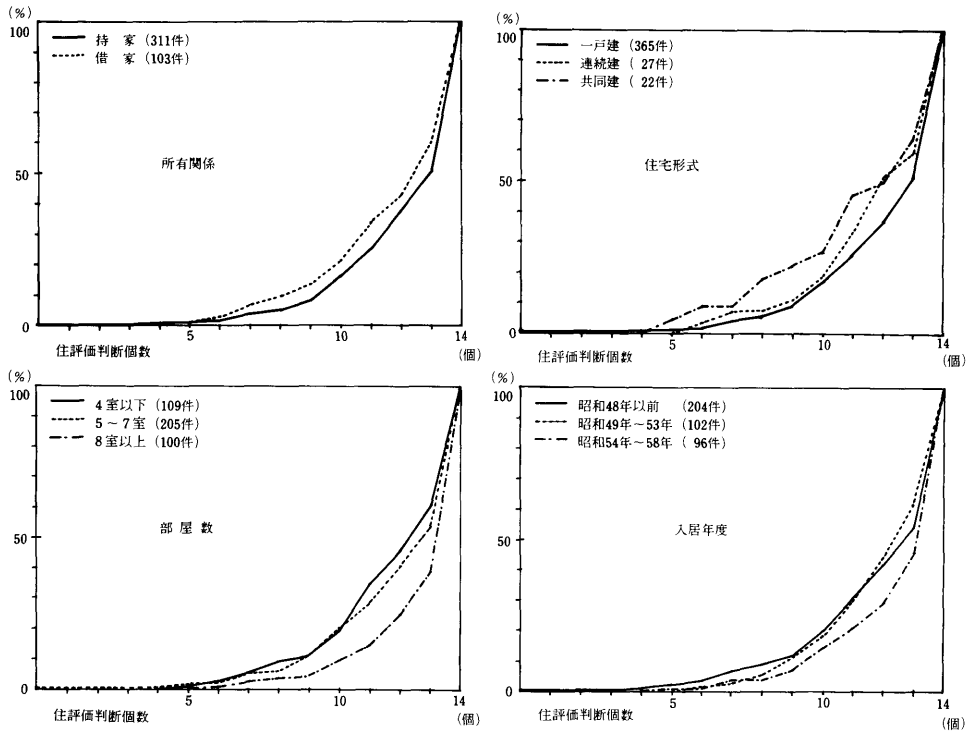 (%)
100
持 家 (311件)
借 家 (103件)
所有関係
50
0
5
10
14
住評価判断個数
(個)
(%)
100
一戸建 (365件)
連続建 ( 27件)
共同建 ( 22件)
住宅形式
50
0
5
10
14
住評価判断個数
(個)
(%)
100
4室以下 (109件)
5～7室 (205件)
8室以上 (100件)
部屋数
50
0
5
10
14
住評価判断個数
(個)
(%)
100
昭和48年以前 (204件)
昭和49年～53年 (102件)
昭和54年～58年 ( 96件)
入居年度
50
0
5
10
14
住評価判断個数
(個)